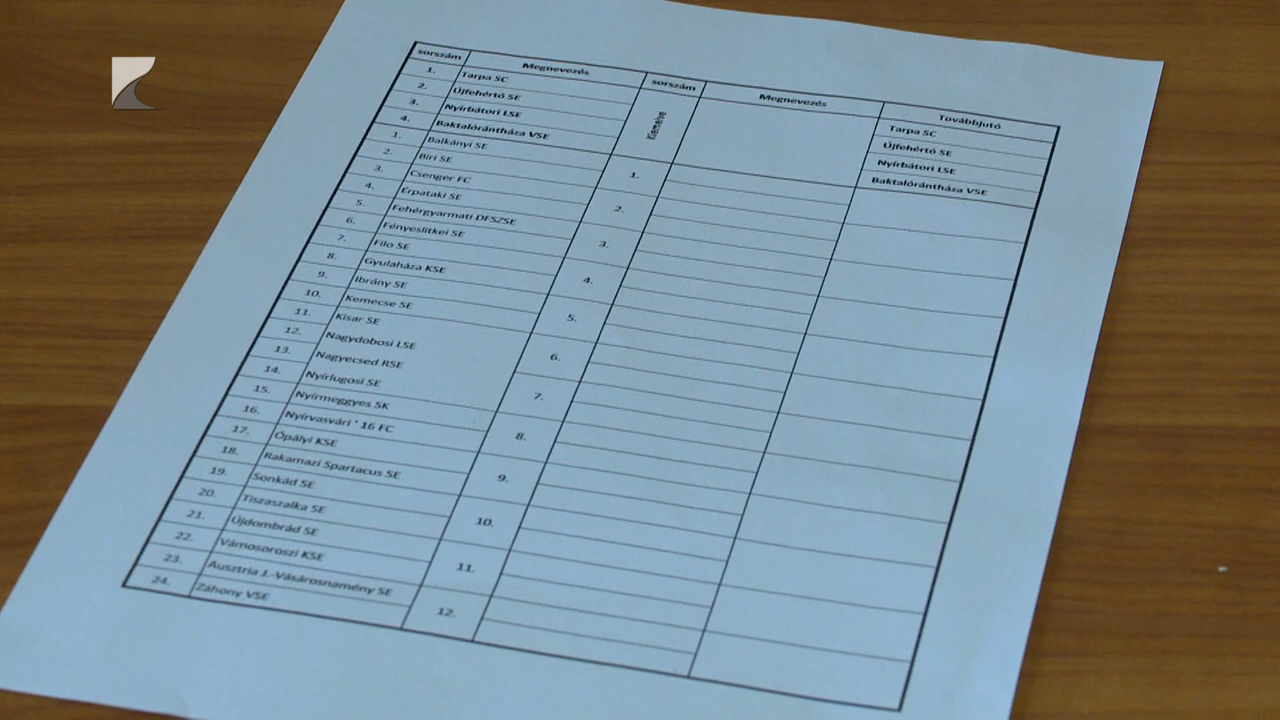 sorszám Megnevezés sorszám Megnevezés Továbbjutó
1. Tarpa SC Kiemelve Tarpa SC
2. Újfehértó SE Újfehértó SE
3. Nyírbátori LSE Nyírbátori LSE
4. Baktalórántháza VSE Baktalórántháza VSE
1. Balkányi SE 1.
2. Biri SE
3. Csenger FC 2.
4. Érpataki SE
5. Fehérgyarmati DFSZSE 3.
6. Fényeslitkei SE
7. Filo SE 4.
8. Gyulaháza KSE
9. Ibrány SE 5.
10. Kemecse SE
11. Kisar SE 6.
12. Nagydobosi LSE
13. Nagyecsed RSE 7.
14. Nyírlugosi SE
15. Nyírmeggyes SK 8.
16. Nyírvasvári ' 16 FC
17. Ópályi KSE 9.
18. Rakamazi Spartacus SE
19. Sonkád SE 10.
20. Tiszaszalka SE
21. Újdombrád SE 11.
22. Vámosoroszi KSE
23. Ausztria J.-Vásárosnamény SE 12.
24. Záhony VSE